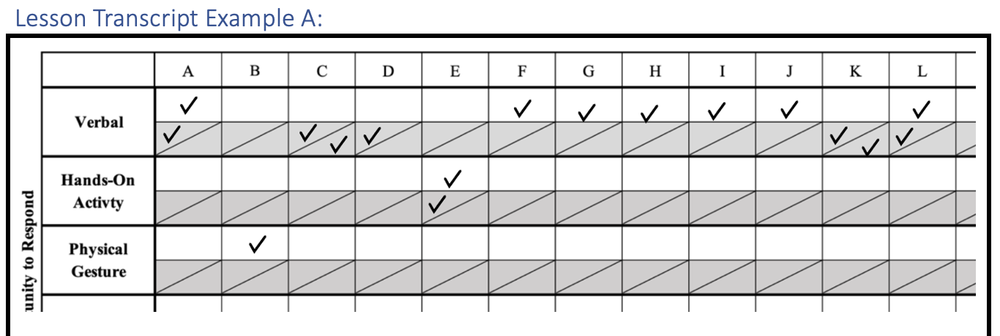 Lesson Transcript Example A:
A B C D E F G H I J K L
Verbal
Hands-On
Activty
Physical
Gesture
unity to Respond